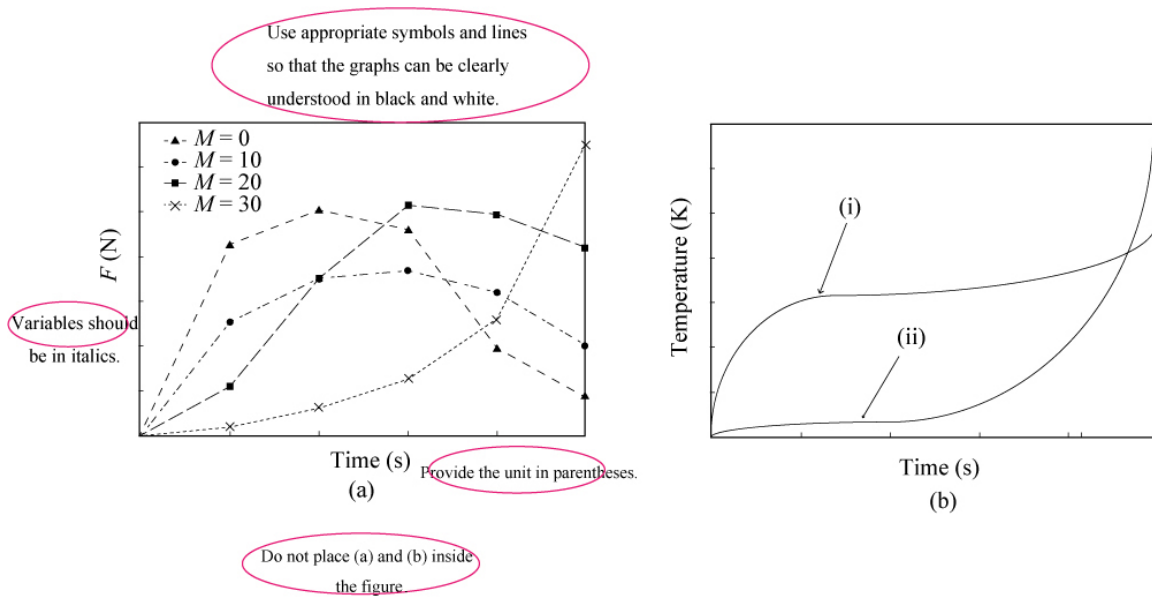 Use appropriate symbols and lines
so that the graphs can be clearly
understood in black and white.
M = 0
M = 10
M = 20
M = 30
F (N)
Variables should
be in italics.
Time (s)
Provide the unit in parentheses.
(a)
Do not place (a) and (b) inside
the figure.
(i)
(ii)
Temperature (K)
Time (s)
(b)